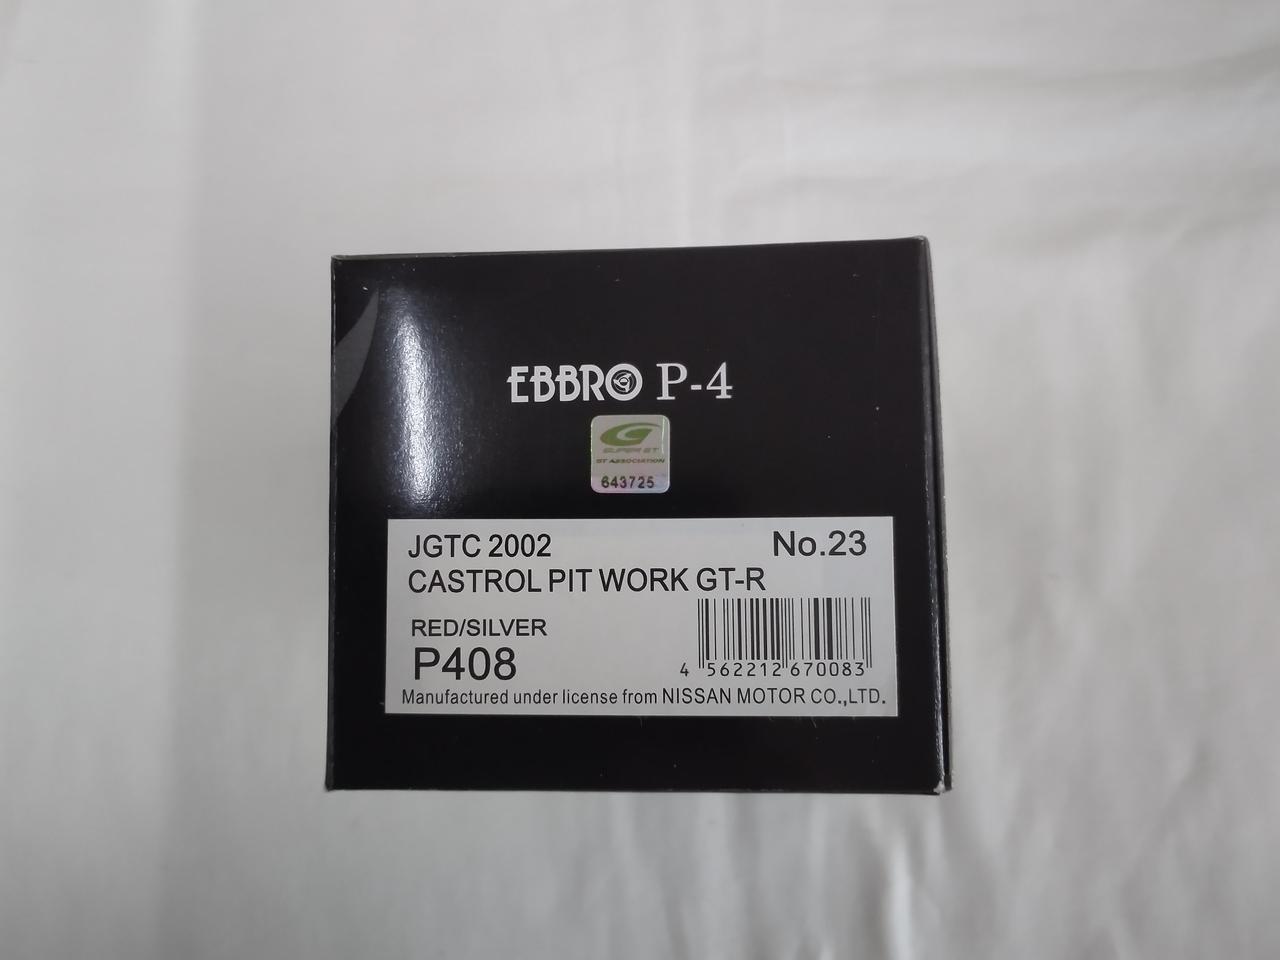 EBBRO P-4
SUPER GT
GT ASSOCIATION
643725
JGTC 2002 No.23
CASTROL PIT WORK GT-R
RED/SILVER
P408
4 562212 670083
Manufactured under license from NISSAN MOTOR CO.,LTD.